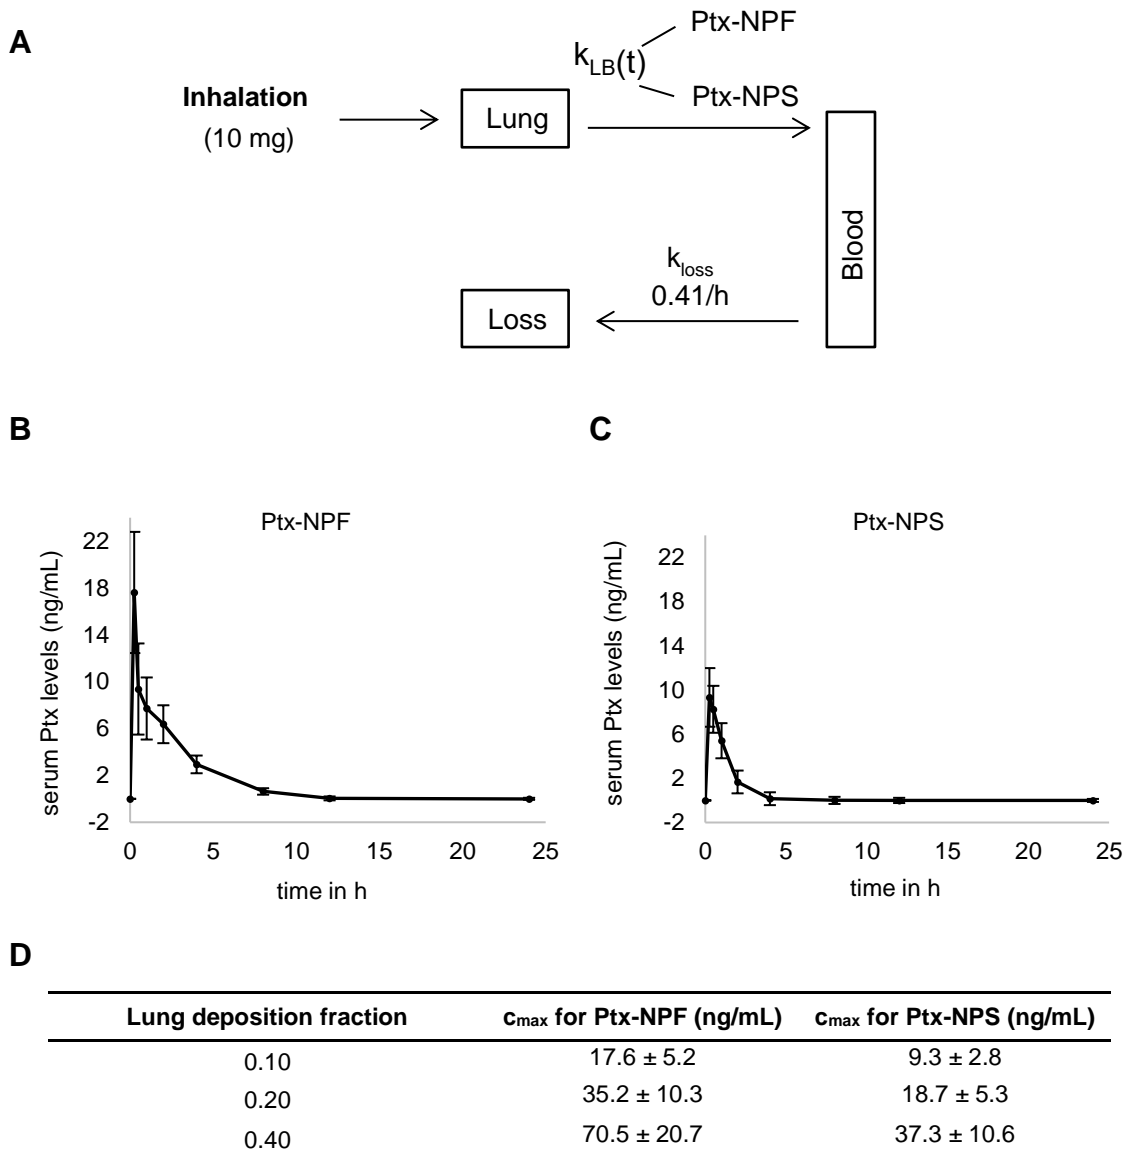 A
Inhalation
(10 mg)
Lung
k_LB(t)
Ptx-NPF
Ptx-NPS
Blood
k_loss
0.41/h
Loss
B
Ptx-NPF
serum Ptx levels (ng/mL)
22
18
14
10
6
2
-2
0 5 10 15 20 25
time in h
C
Ptx-NPS
serum Ptx levels (ng/mL)
22
18
14
10
6
2
-2
0 5 10 15 20 25
time in h
D
Lung deposition fraction c_max for Ptx-NPF (ng/mL) c_max for Ptx-NPS (ng/mL)
0.10 17.6 ± 5.2 9.3 ± 2.8
0.20 35.2 ± 10.3 18.7 ± 5.3
0.40 70.5 ± 20.7 37.3 ± 10.6